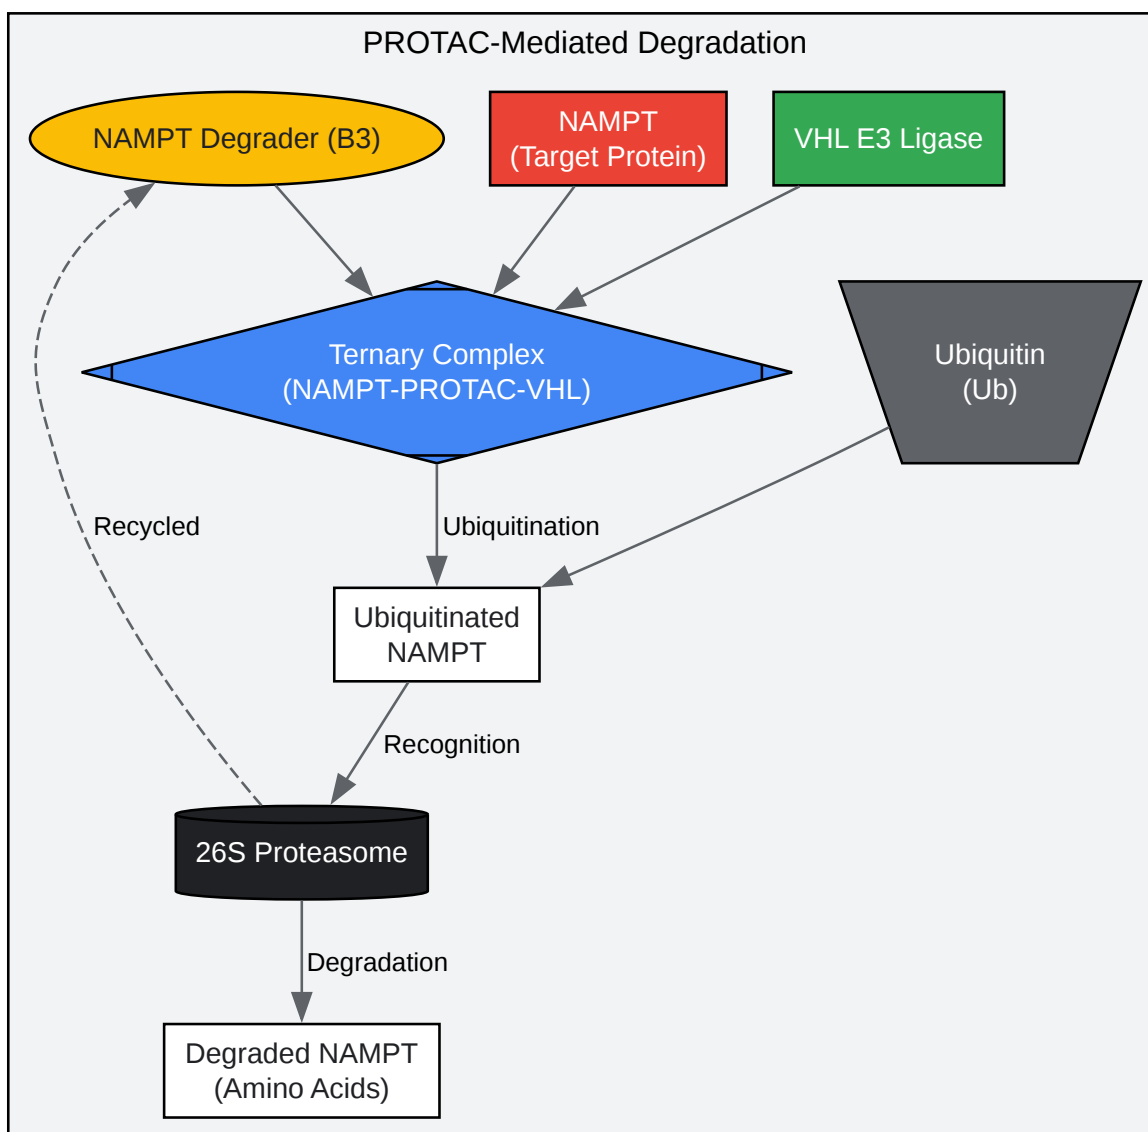 PROTAC-Mediated Degradation
NAMPT Degrader (B3)
NAMPT
(Target Protein)
VHL E3 Ligase
Ternary Complex
(NAMPT-PROTAC-VHL)
Ubiquitin
(Ub)
Recycled
Ubiquitination
Ubiquitinated
NAMPT
Recognition
26S Proteasome
Degradation
Degraded NAMPT
(Amino Acids)